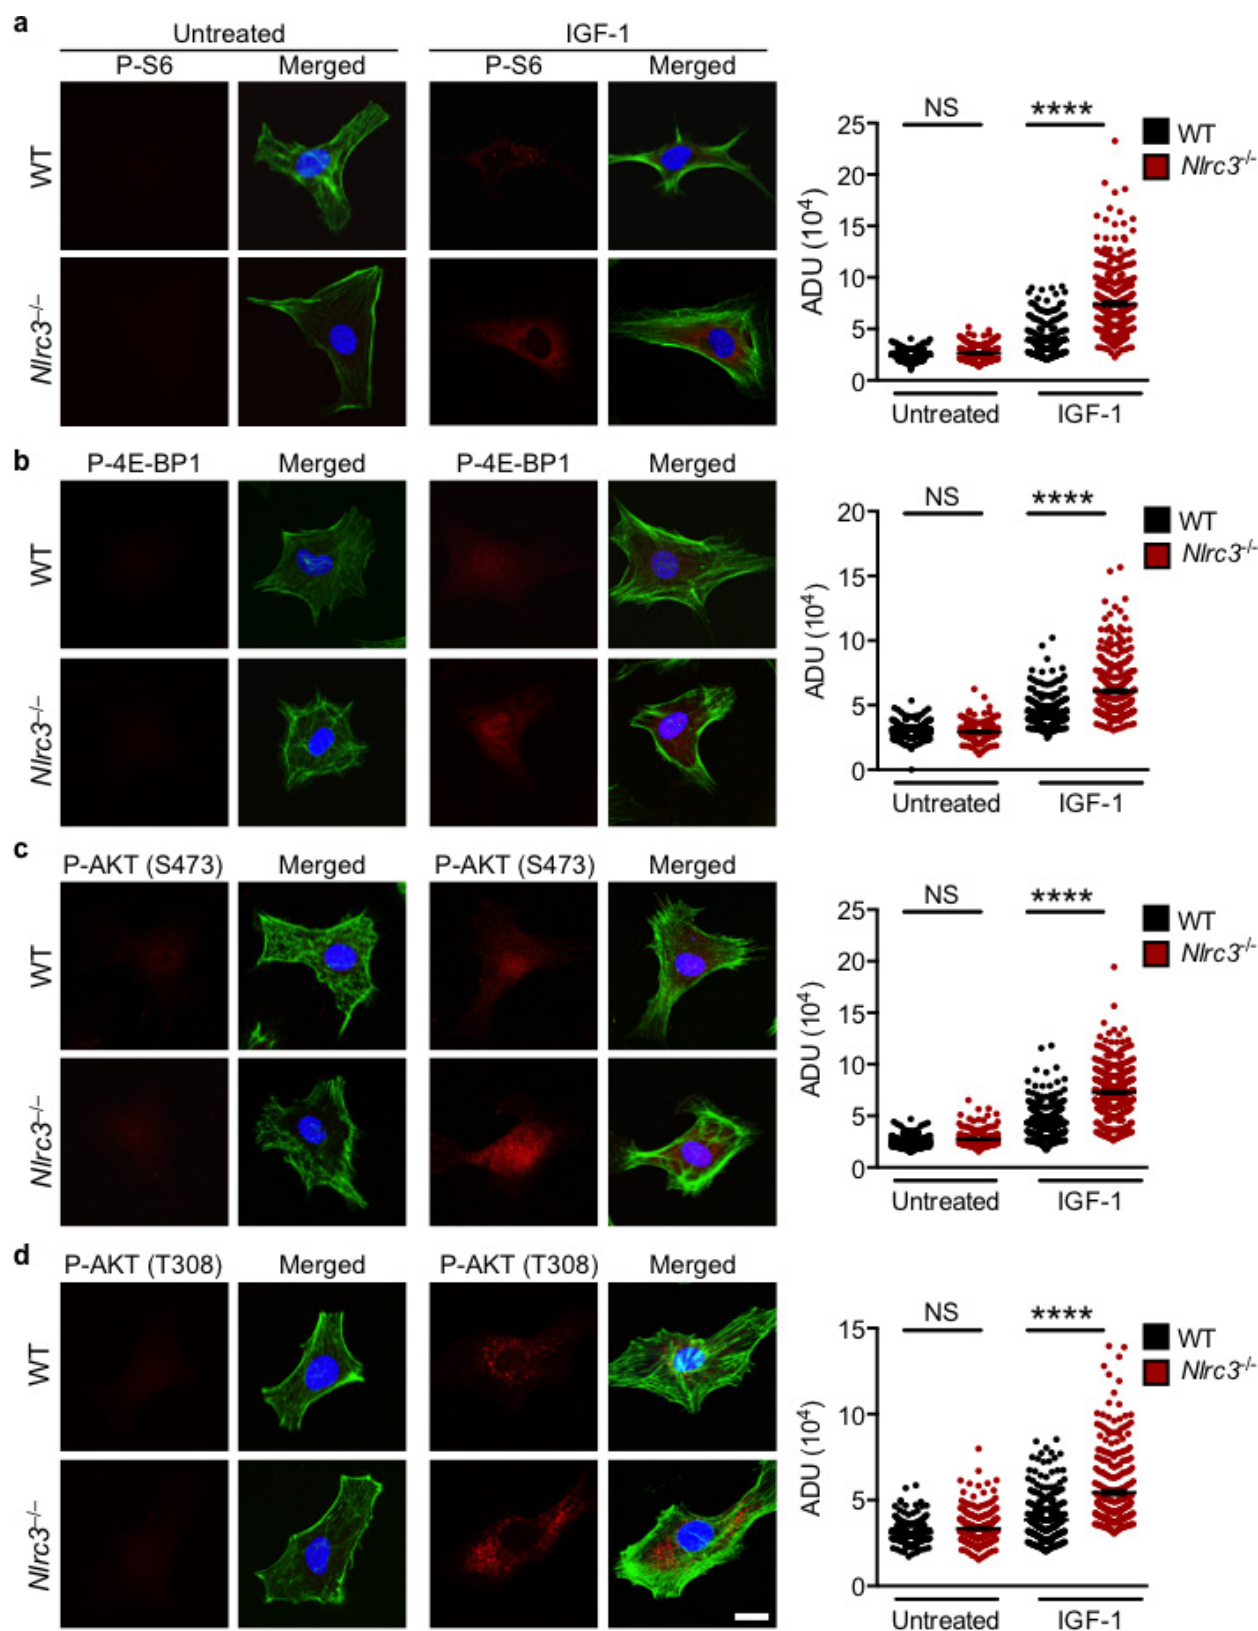 a
Untreated IGF-1
P-S6 Merged P-S6 Merged
WT
Nlrc3–/–
NS ****
WT
Nlrc3-/-
ADU (104)
25
20
15
10
5
0
Untreated IGF-1
b
P-4E-BP1 Merged P-4E-BP1 Merged
WT
Nlrc3–/–
NS ****
WT
Nlrc3-/-
ADU (104)
20
15
10
5
0
Untreated IGF-1
c
P-AKT (S473) Merged P-AKT (S473) Merged
WT
Nlrc3–/–
NS ****
WT
Nlrc3-/-
ADU (104)
25
20
15
10
5
0
Untreated IGF-1
d
P-AKT (T308) Merged P-AKT (T308) Merged
WT
Nlrc3–/–
NS ****
WT
Nlrc3-/-
ADU (104)
15
10
5
0
Untreated IGF-1